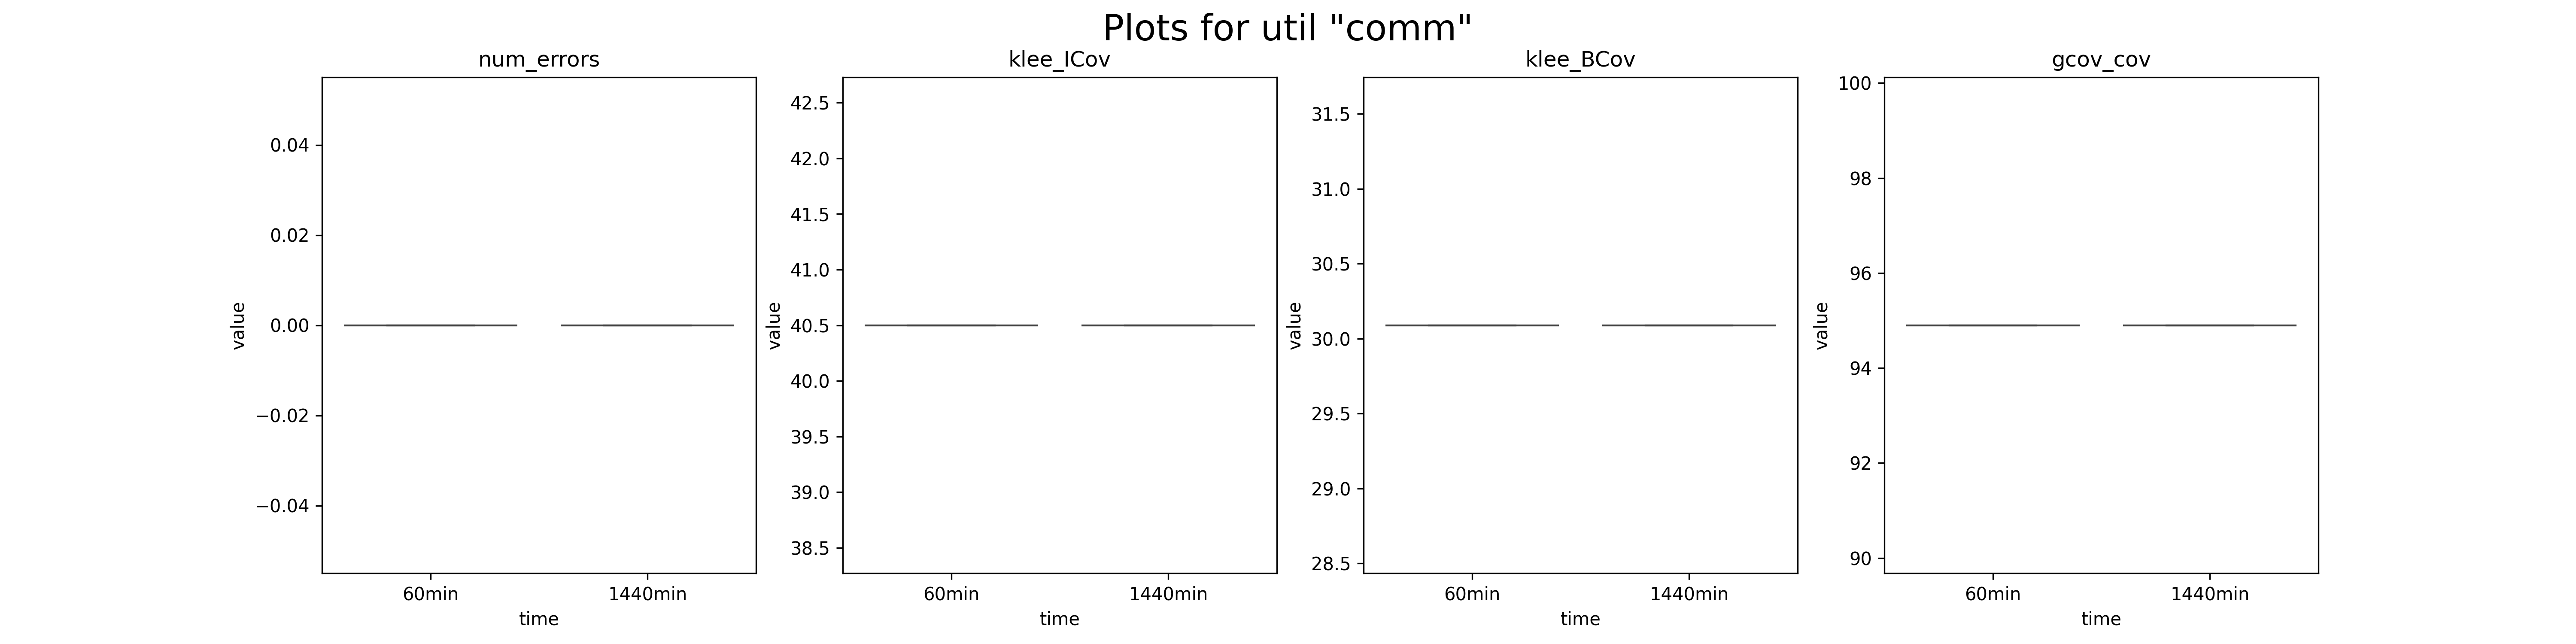 Plots for util "comm"
num_errors
0.04
0.02
0.00
−0.02
−0.04
value
60min
1440min
time
klee_ICov
42.5
42.0
41.5
41.0
40.5
40.0
39.5
39.0
38.5
value
60min
1440min
time
klee_BCov
31.5
31.0
30.5
30.0
29.5
29.0
28.5
value
60min
1440min
time
gcov_cov
100
98
96
94
92
90
value
60min
1440min
time